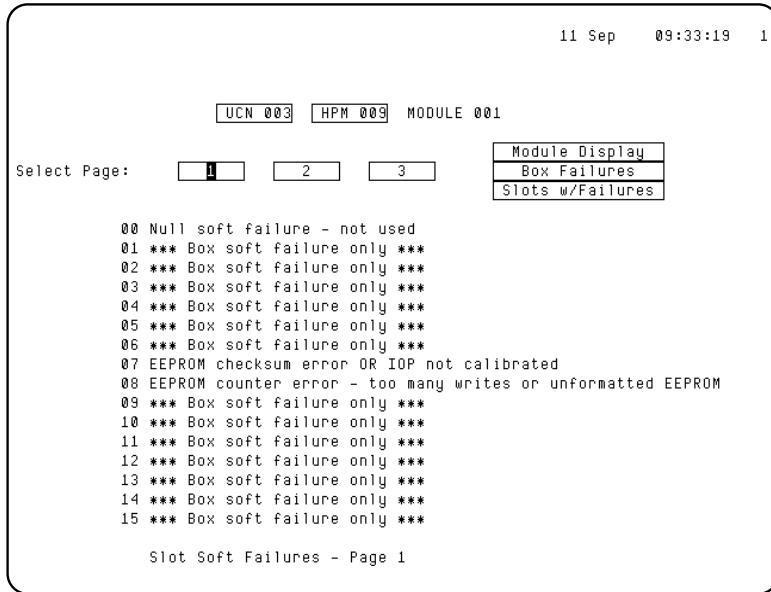 11 Sep 09:33:19 1
UCN 003 HPM 009 MODULE 001
Module Display
Select Page: 1 2 3 Box Failures
Slots w/Failures
00 Null soft failure - not used
01 *** Box soft failure only ***
02 *** Box soft failure only ***
03 *** Box soft failure only ***
04 *** Box soft failure only ***
05 *** Box soft failure only ***
06 *** Box soft failure only ***
07 EEPROM checksum error OR IOP not calibrated
08 EEPROM counter error - too many writes or unformatted EEPROM
09 *** Box soft failure only ***
10 *** Box soft failure only ***
11 *** Box soft failure only ***
12 *** Box soft failure only ***
13 *** Box soft failure only ***
14 *** Box soft failure only ***
15 *** Box soft failure only ***
Slot Soft Failures - Page 1